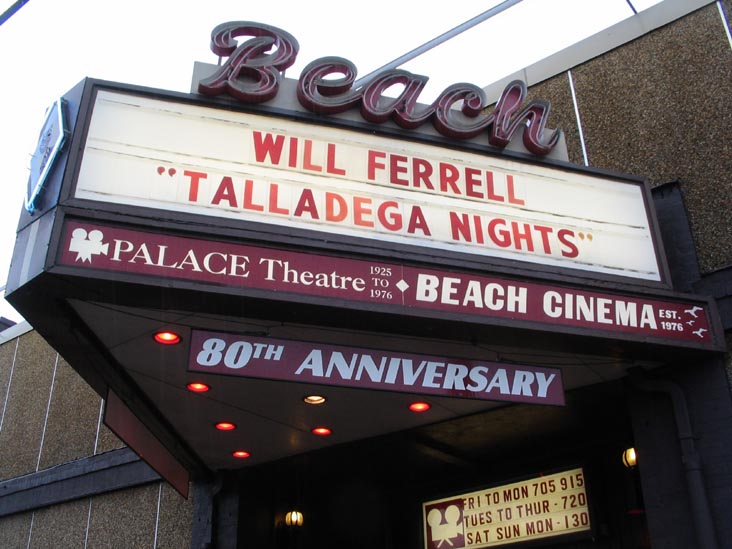 Beach
WILL FERRELL
"TALLADEGA NIGHTS"
PALACE Theatre 1925 TO 1976 BEACH CINEMA EST. 1976
80TH ANNIVERSARY
FRI TO MON 705 915
TUES TO THUR - 720
SAT SUN MON - 130